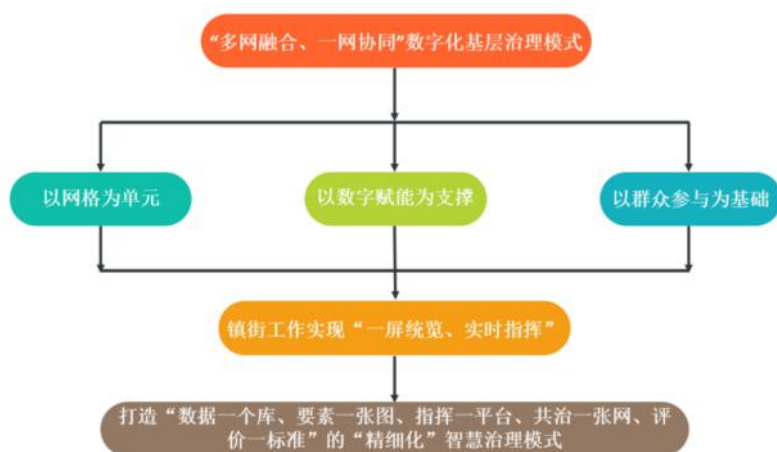 “多网融合、一网协同”数字化基层治理模式
以网格为单元
以数字赋能为支撑
以群众参与为基础
镇街工作实现“一屏统览、实时指挥”
打造“数据一个库、要素一张图、指挥一平台、共治一张网、评
价一标准”的“精细化”智慧治理模式